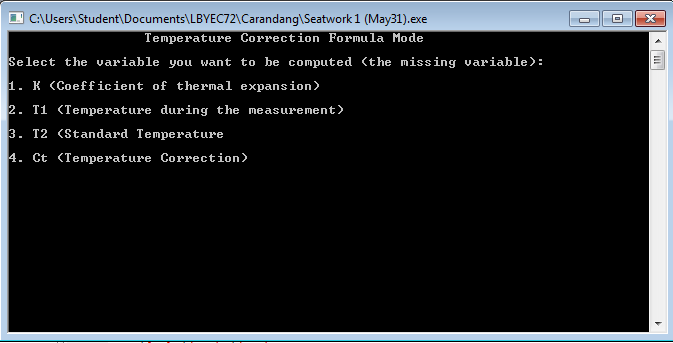 C:\Users\Student\Documents\LBYEC72\Carandang\Seatwork 1 (May31).exe
Temperature Correction Formula Mode
Select the variable you want to be computed (the missing variable):
1. K (Coefficient of thermal expansion)
2. T1 (Temperature during the measurement)
3. T2 (Standard Temperature
4. Ct (Temperature Correction)